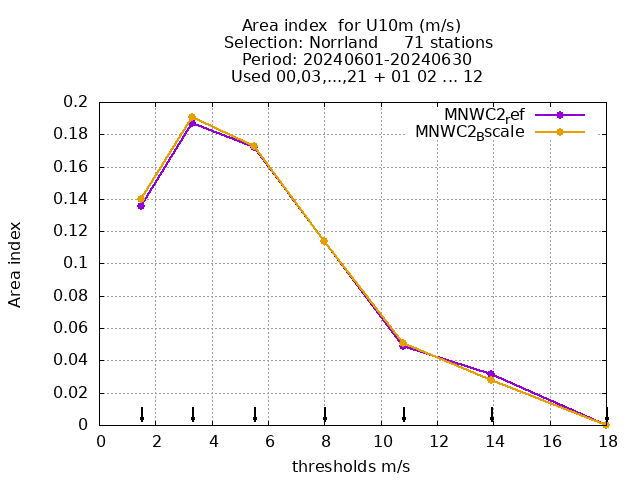 Area index  for U10m (m/s)
Selection: Norrland     71 stations
Period: 20240601-20240630
Used 00,03,...,21 + 01 02 ... 12
MNWC2ref
MNWC2Bscale
0.2
0.18
0.16
0.14
0.12
0.1
0.08
0.06
0.04
0.02
0
Area index
0 2 4 6 8 10 12 14 16 18
thresholds m/s